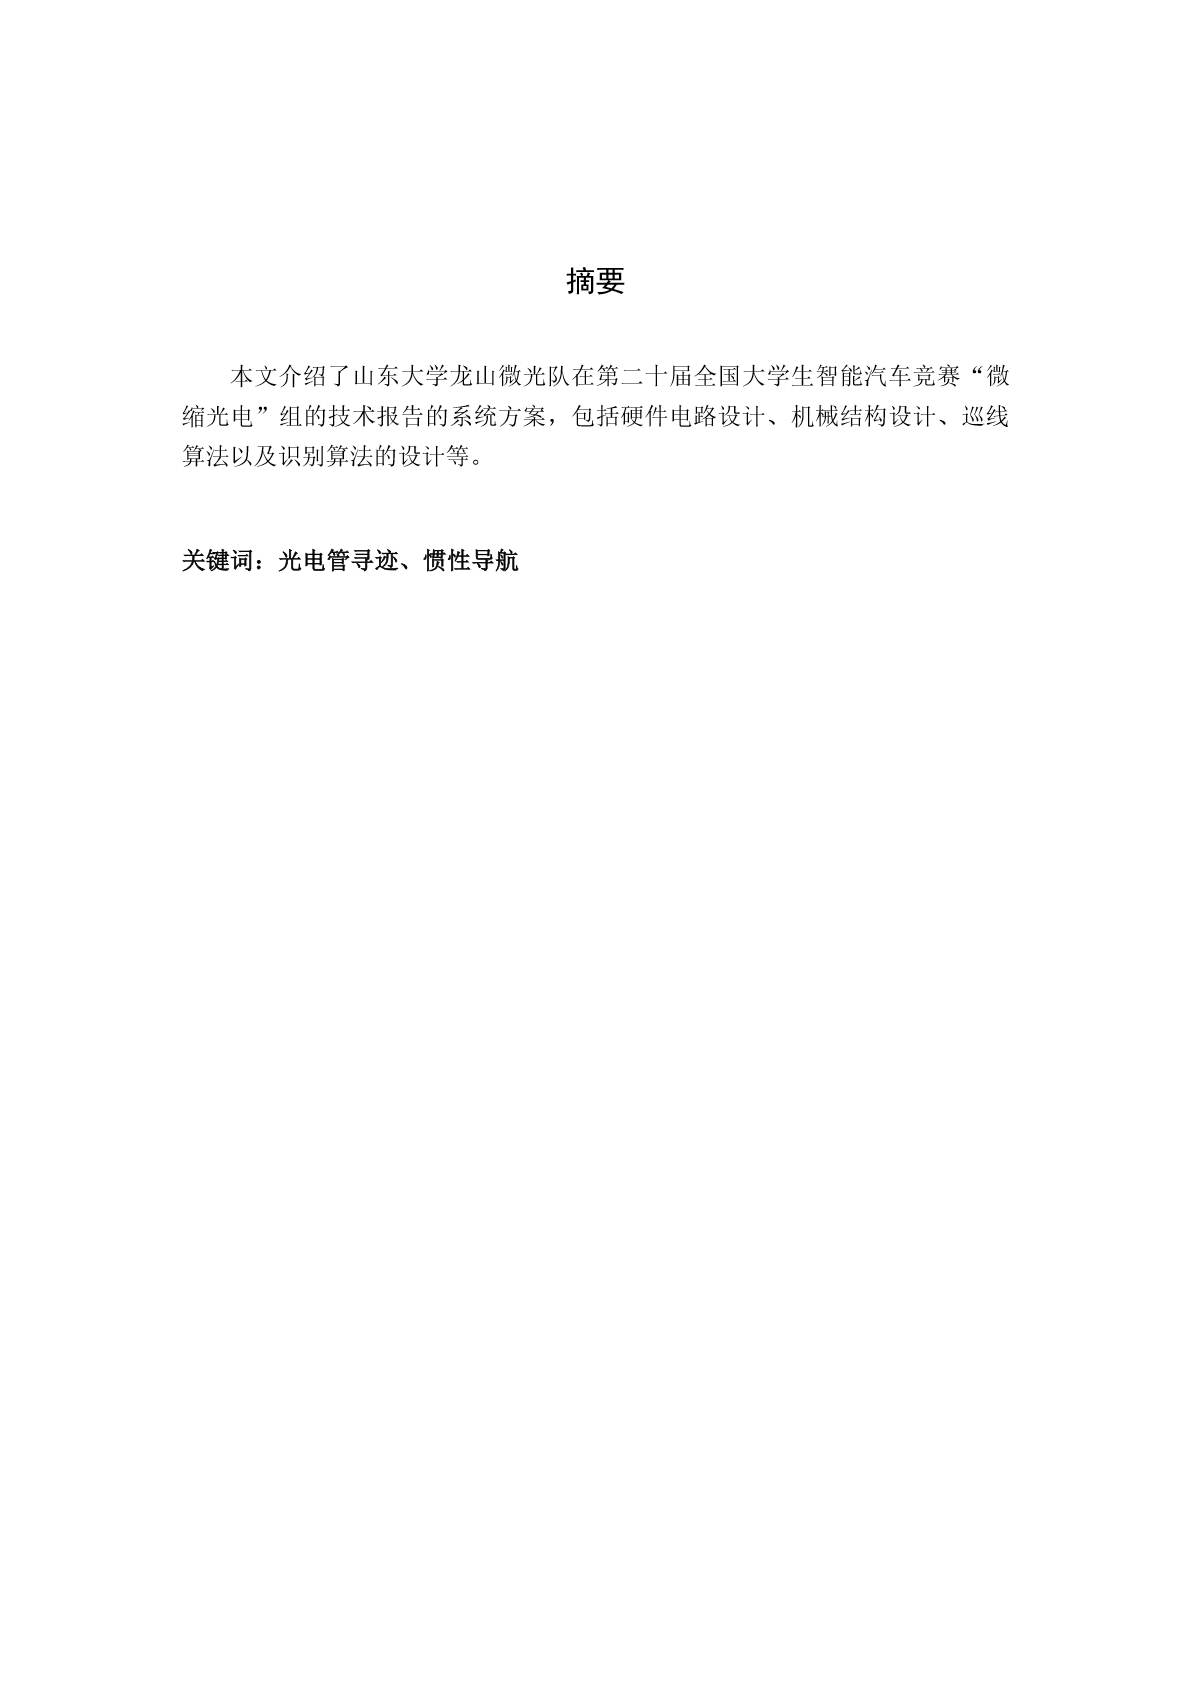 摘要
本文介绍了山东大学龙山微光队在第二十届全国大学生智能汽车竞赛“微
缩光电”组的技术报告的系统方案，包括硬件电路设计、机械结构设计、巡线
算法以及识别算法的设计等。
关键词：光电管寻迹、惯性导航